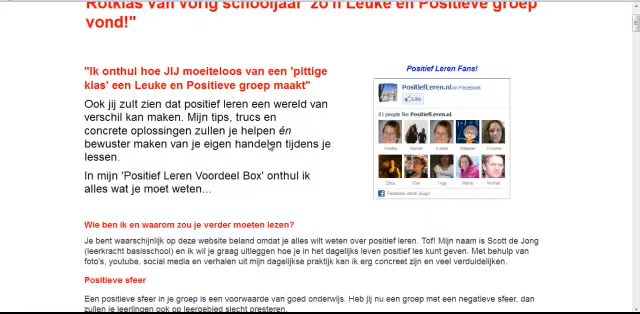 Rotklas van vorig schooljaar zo'n Leuke en Positieve groep
vond!"
"Ik onthul hoe JIJ moeiteloos van een 'pittige
klas' een Leuke en Positieve groep maakt"
Ook jij zult zien dat positief leren een wereld van
verschil kan maken. Mijn tips, trucs en
concrete oplossingen zullen je helpen én
bewuster maken van je eigen handelen tijdens je
lessen.
In mijn 'Positief Leren Voordeel Box' onthul ik
alles wat je moet weten...
Positief Leren Fans!
PositiefLeren.nl on Facebook
Like
people like PositiefLeren.nl
Facebook social plugin
Wie ben ik en waarom zou je verder moeten lezen?
Je bent waarschijnlijk op deze website beland omdat je alles wilt weten over positief leren. Tof! Mijn naam is Scott de Jong
(leerkracht basisschool) en ik wil je graag uitleggen hoe je in het dagelijks leven positief les kunt geven. Met behulp van
foto's, youtube, social media en verhalen uit mijn dagelijkse praktijk kan ik erg concreet zijn en veel verduidelijken.
Positieve sfeer
Een positieve sfeer in je groep is een voorwaarde van goed onderwijs. Heb jij nu een groep met een negatieve sfeer, dan
zullen je leerlingen ook op leergebied slecht presteren.